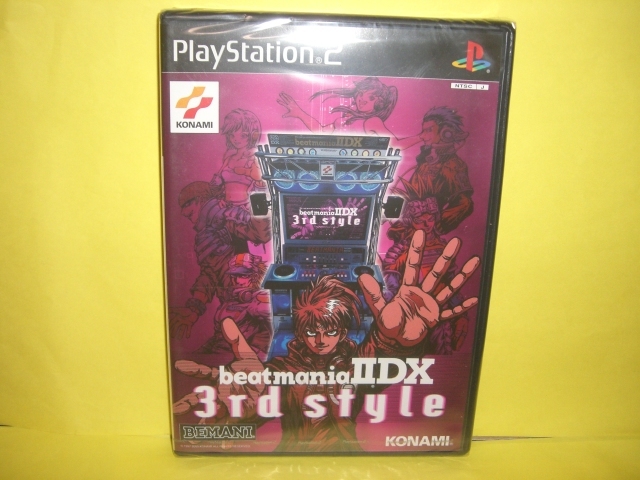 PlayStation®2
NTSC J
KONAMI
beatmania IIDX
beatmania IIDX
3rd style
beatmania IIDX
3rd style
BEMANI
KONAMI